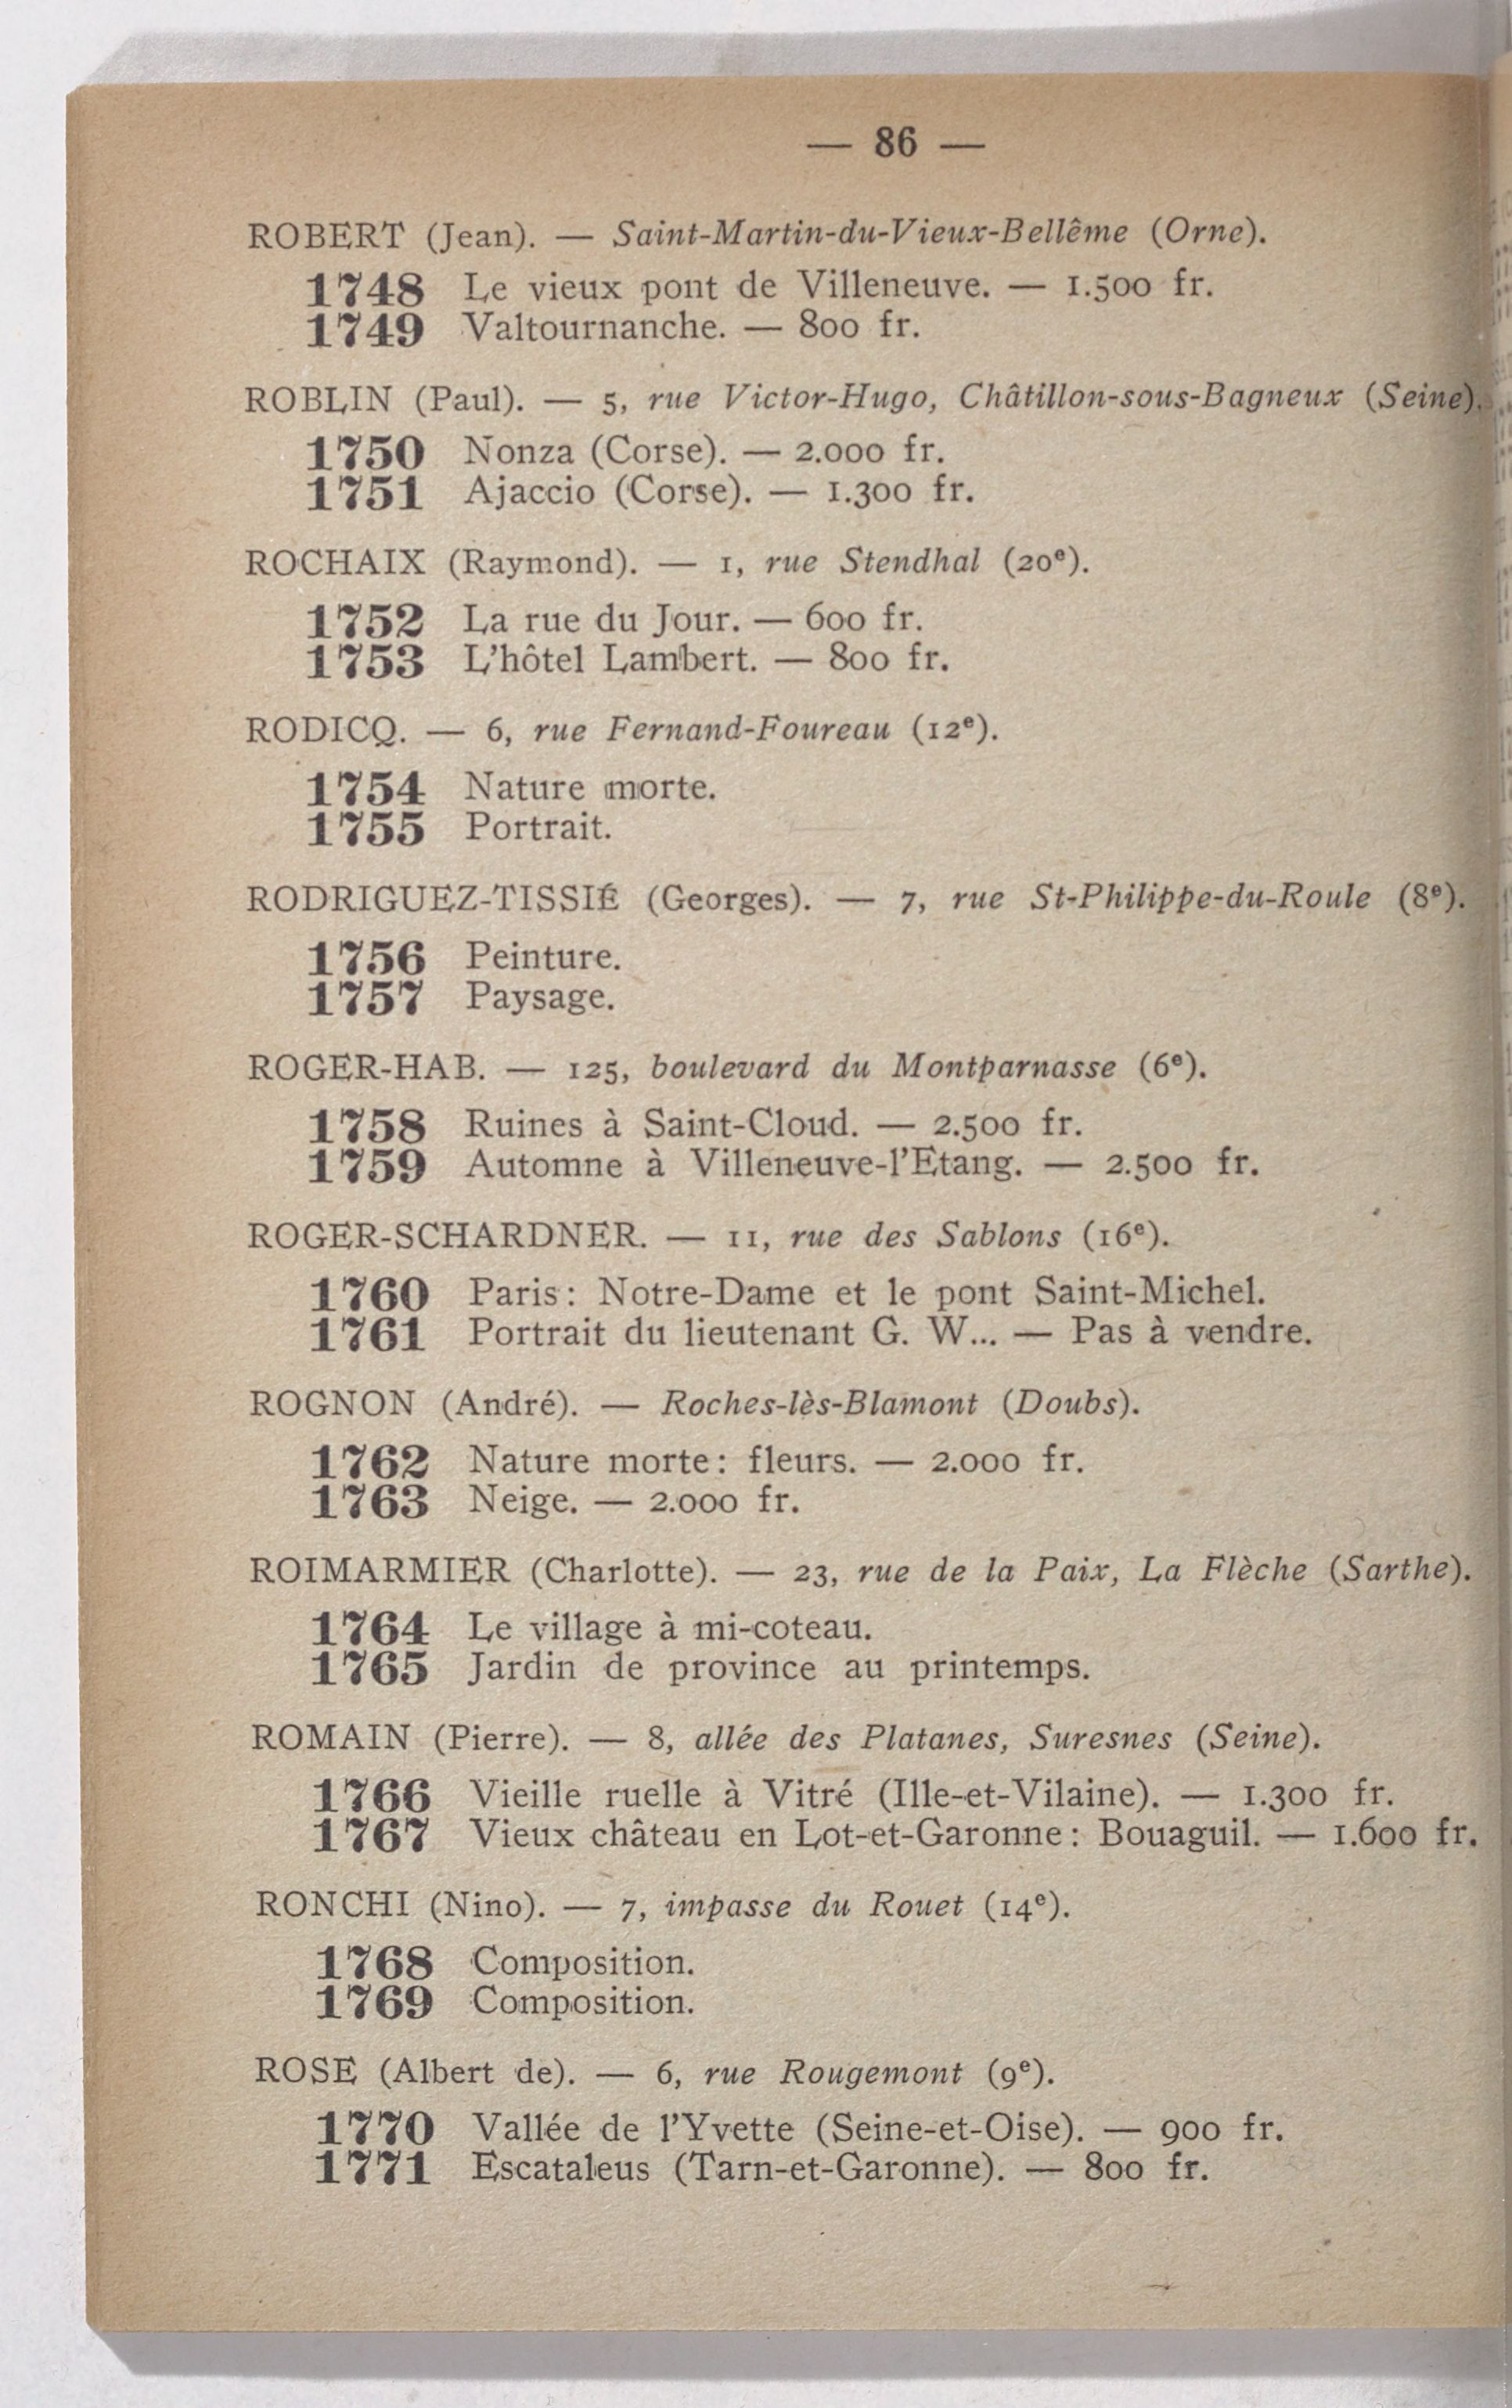 — 86 —
ROBERT (Jean). — Saint-Martin-du-Vieux-Bellême (Orne).
1748 Le vieux pont de Villeneuve. — 1.500 fr.
1749 Valtournanche. — 800 fr.
ROBLIN (Paul). — 5, rue Victor-Hugo, Châtillon-sous-Bagneux (Seine).
1750 Nonza (Corse). — 2.000 fr.
1751 Ajaccio (Corse). — 1.300 fr.
ROCHAIX (Raymond). — 1, rue Stendhal (20e).
1752 La rue du Jour. — 600 fr.
1753 L'hôtel Lambert. — 800 fr.
RODICQ. — 6, rue Fernand-Foureau (12e).
1754 Nature morte.
1755 Portrait.
RODRIGUEZ-TISSIÉ (Georges). — 7, rue St-Philippe-du-Roule (8e).
1756 Peinture.
1757 Paysage.
ROGER-HAB. — 125, boulevard du Montparnasse (6e).
1758 Ruines à Saint-Cloud. — 2.500 fr.
1759 Automne à Villeneuve-l'Etang. — 2.500 fr.
ROGER-SCHARDNER. — 11, rue des Sablons (16e).
1760 Paris : Notre-Dame et le pont Saint-Michel.
1761 Portrait du lieutenant G. W... — Pas à vendre.
ROGNON (André). — Roches-lès-Blamont (Doubs).
1762 Nature morte : fleurs. — 2.000 fr.
1763 Neige. — 2.000 fr.
ROIMARMIER (Charlotte). — 23, rue de la Paix, La Flèche (Sarthe).
1764 Le village à mi-coteau.
1765 Jardin de province au printemps.
ROMAIN (Pierre). — 8, allée des Platanes, Suresnes (Seine).
1766 Vieille ruelle à Vitré (Ille-et-Vilaine). — 1.300 fr.
1767 Vieux château en Lot-et-Garonne : Bouaguil. — 1.600 fr.
RONCHI (Nino). — 7, impasse du Rouet (14e).
1768 Composition.
1769 Composition.
ROSE (Albert de). — 6, rue Rougemont (9e).
1770 Vallée de l'Yvette (Seine-et-Oise). — 900 fr.
1771 Escataleus (Tarn-et-Garonne). — 800 fr.